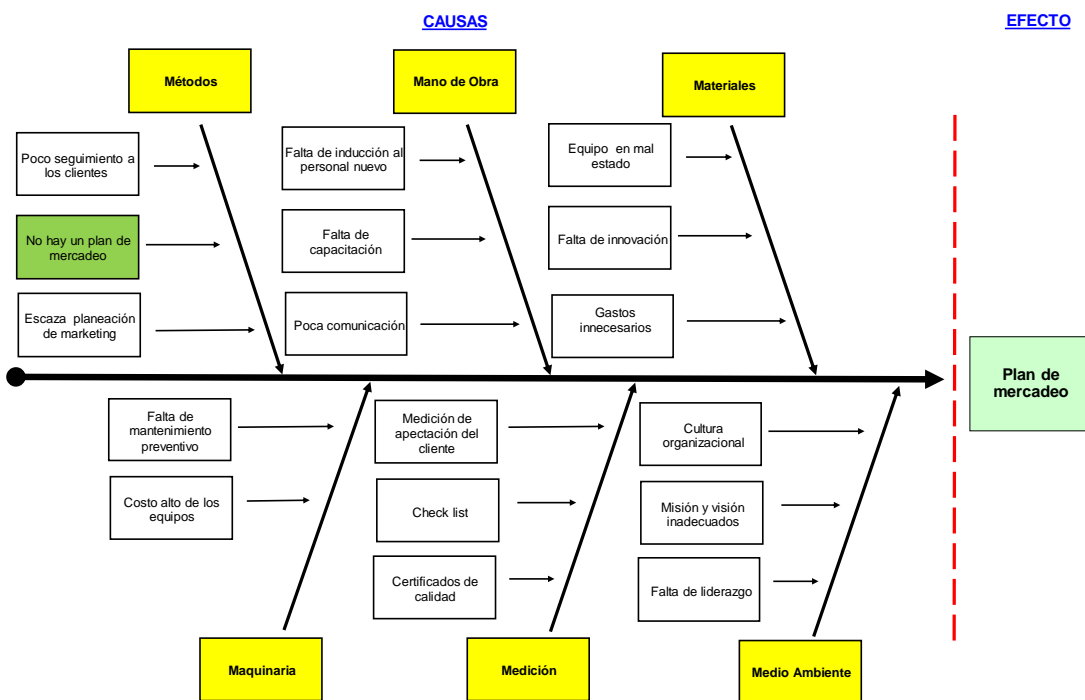 CAUSAS
EFECTO
Métodos
Mano de Obra
Materiales
Poco seguimiento a
los clientes
Falta de inducción al
personal nuevo
Equipo en mal
estado
No hay un plan de
mercadeo
Falta de
capacitación
Falta de innovación
Escaza planeación
de marketing
Poca comunicación
Gastos
innecesarios
Plan de
mercadeo
Falta de
mantenimiento
preventivo
Medición de
apectación del
cliente
Cultura
organizacional
Costo alto de los
equipos
Check list
Misión y visión
inadecuados
Certificados de
calidad
Falta de liderazgo
Maquinaria
Medición
Medio Ambiente